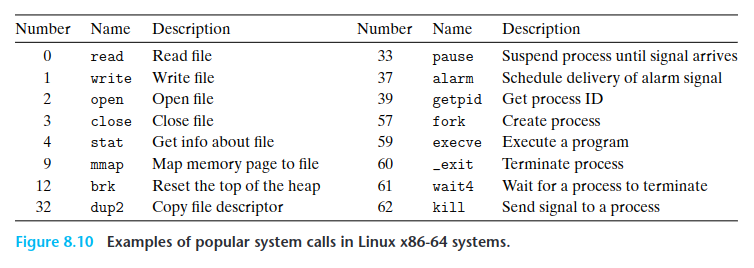 Number Name Description Number Name Description
0 read Read file 33 pause Suspend process until signal arrives
1 write Write file 37 alarm Schedule delivery of alarm signal
2 open Open file 39 getpid Get process ID
3 close Close file 57 fork Create process
4 stat Get info about file 59 execve Execute a program
9 mmap Map memory page to file 60 _exit Terminate process
12 brk Reset the top of the heap 61 wait4 Wait for a process to terminate
32 dup2 Copy file descriptor 62 kill Send signal to a process
Figure 8.10 Examples of popular system calls in Linux x86-64 systems.